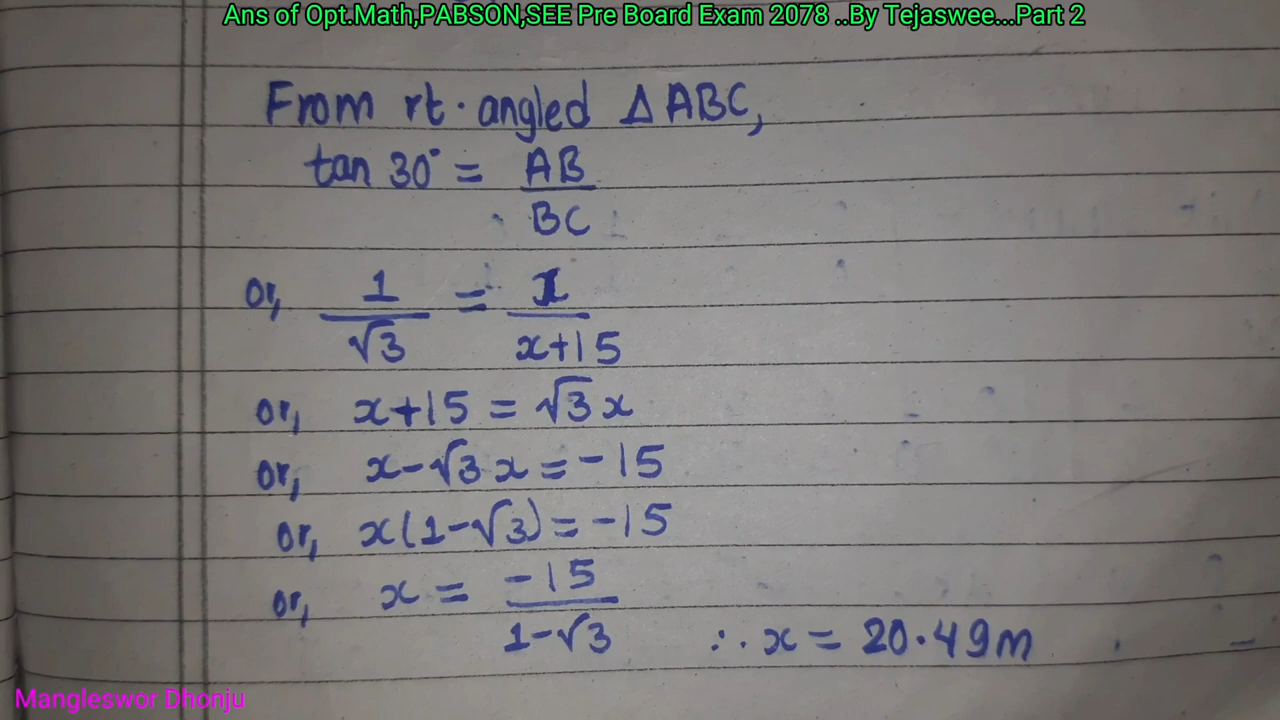 Ans of Opt.Math,PABSON,SEE Pre Board Exam 2078 ..By Tejaswee...Part 2
From rt. angled ΔABC,
tan 30° = AB/BC
or, 1/√3 = x/x+15
or, x+15 = √3 x
or, x-√3 x = -15
or, x(1-√3) = -15
or, x = -15/1-√3 ∴ x = 20.49m
Mangleswor Dhonju